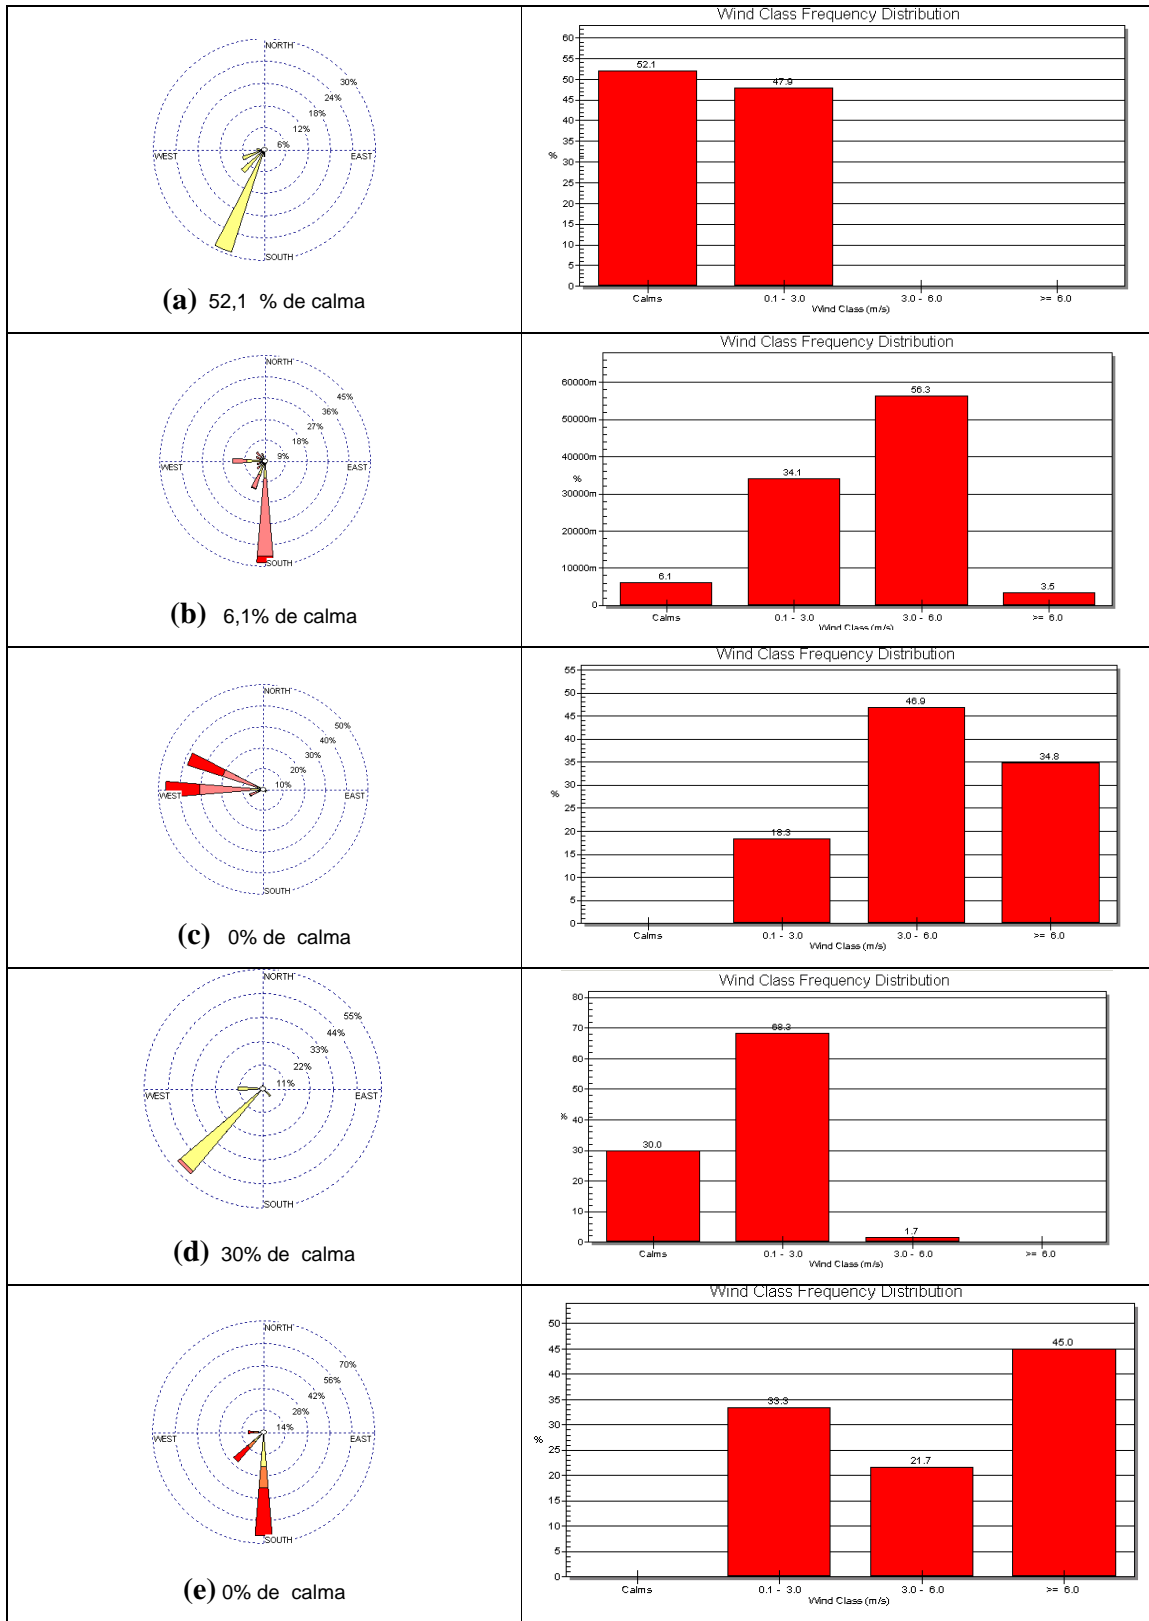 NORTH
30%
24%
18%
12%
6%
WEST
EAST
SOUTH
(a) 52,1 % de calma
Wind Class Frequency Distribution
60
55
50
45
40
35
30
25
20
15
10
5
0
%
52.1
47.9
Calms
0.1 - 3.0
3.0 - 6.0
>= 6.0
Wind Class (m/s)
NORTH
45%
36%
27%
18%
9%
WEST
EAST
SOUTH
(b) 6,1% de calma
Wind Class Frequency Distribution
60000m
50000m
40000m
30000m
20000m
10000m
0
%
6.1
34.1
56.3
3.5
Calms
0.1 - 3.0
3.0 - 6.0
>= 6.0
Wind Class (m/s)
NORTH
50%
40%
30%
20%
10%
WEST
EAST
SOUTH
(c) 0% de calma
Wind Class Frequency Distribution
55
50
45
40
35
30
25
20
15
10
5
0
%
18.3
46.9
34.8
Calms
0.1 - 3.0
3.0 - 6.0
>= 6.0
Wind Class (m/s)
NORTH
55%
44%
33%
22%
11%
WEST
EAST
SOUTH
(d) 30% de calma
Wind Class Frequency Distribution
80
70
60
50
40
30
20
10
0
%
30.0
68.3
1.7
Calms
0.1 - 3.0
3.0 - 6.0
>= 6.0
Wind Class (m/s)
NORTH
70%
56%
42%
28%
14%
WEST
EAST
SOUTH
(e) 0% de calma
Wind Class Frequency Distribution
50
45
40
35
30
25
20
15
10
5
0
%
33.3
21.7
45.0
Calms
0.1 - 3.0
3.0 - 6.0
>= 6.0
Wind Class (m/s)